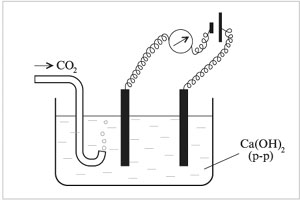 → CO₂
Ca(OH)₂
(p-p)